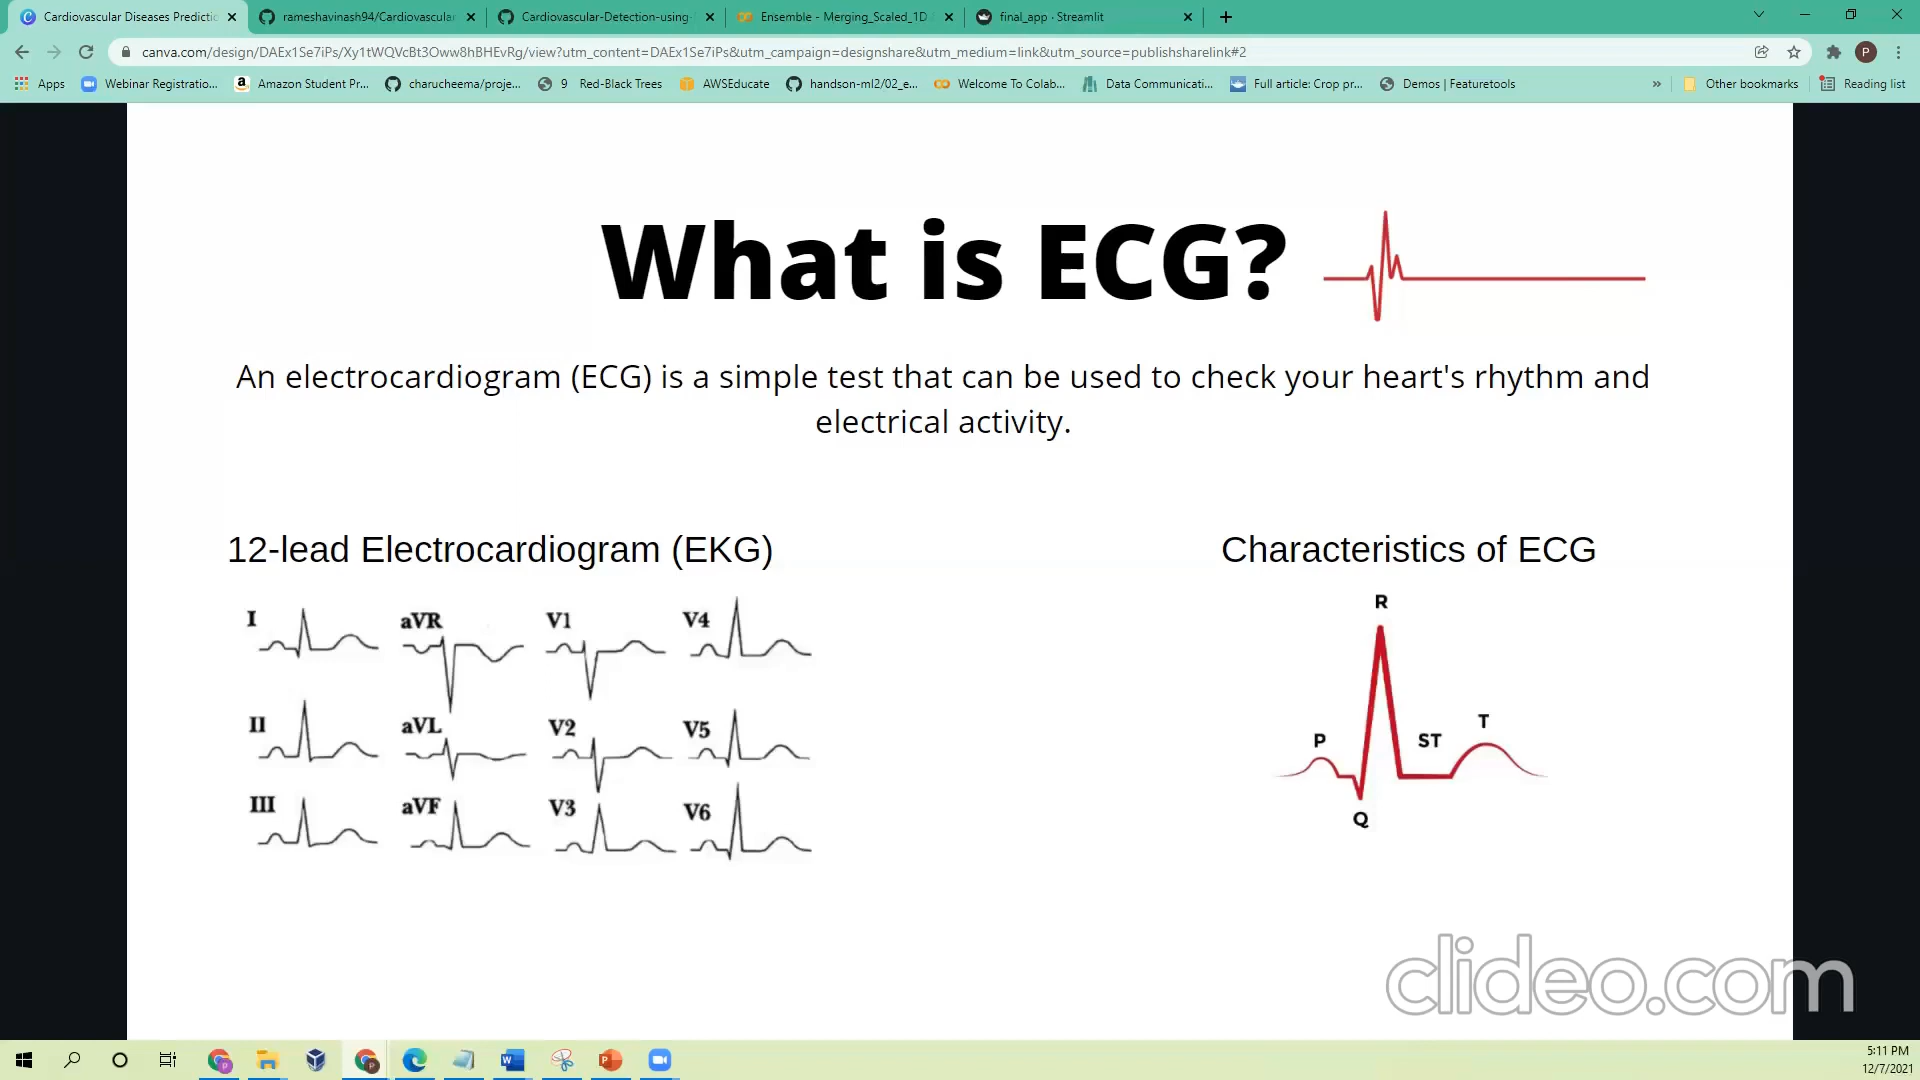 Cardiovascular Diseases Predictio
rameshavinash94/Cardiovascular
Cardiovascular-Detection-using-
Ensemble - Merging_Scaled_1D
final_app · Streamlit
canva.com/design/DAEx1Se7iPs/Xy1tWQVcBt3Oww8hBHEvRg/view?utm_content=DAEx1Se7iPs&utm_campaign=designshare&utm_medium=link&utm_source=publishsharelink#2
P
Apps
Webinar Registratio...
Amazon Student Pr...
charucheema/proje...
9 Red-Black Trees
AWSEducate
handson-ml2/02_e...
Welcome To Colab...
Data Communicati...
Full article: Crop pr...
Demos | Featuretools
»
Other bookmarks
Reading list
What is ECG?
An electrocardiogram (ECG) is a simple test that can be used to check your heart's rhythm and
electrical activity.
12-lead Electrocardiogram (EKG)
I aVR V1 V4
II aVL V2 V5
III aVF V3 V6
Characteristics of ECG
R
P ST T
Q
clideo.com
5:11 PM
12/7/2021